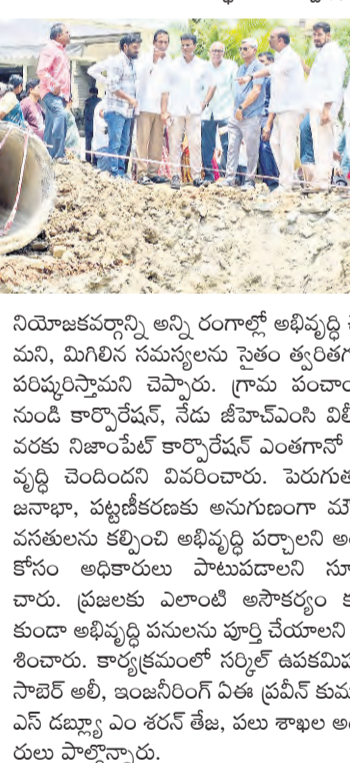 నియోజకవర్గాన్ని అన్ని రంగాల్లో అభివృద్ధి
మని, మిగిలిన సమస్యలను సైతం త్వరితగ
పరిష్కరిస్తామని చెప్పారు. గ్రామ పంచాం
నుండి కార్పొరేషన్, నేడు జీహెచ్ఎంసి విలీ
వరకు నిజాంపేట్ కార్పొరేషన్ ఎంతగానో
వృద్ధి చెందిందని వివరించారు. పెరుగుత
జనాభా, పట్టణీకరణకు అనుగుణంగా మౌ
వసతులను కల్పించి అభివృద్ధి పర్చాలని అం
కోసం అధికారులు పాటుపడాలని సూ
చారు. ప్రజలకు ఎలాంటి అసౌకర్యం క
కుండా అభివృద్ధి పనులను పూర్తి చేయాలని
శించారు. కార్యక్రమంలో సర్కిల్ ఉపకమిష
సాబెర్ అలీ, ఇంజనీరింగ్ ఏఈ ప్రవీన్ కుమ
ఎస్ డబ్ల్యూ ఎం శరన్ తేజ, పలు శాఖల అ
రులు పాల్గొన్నారు.